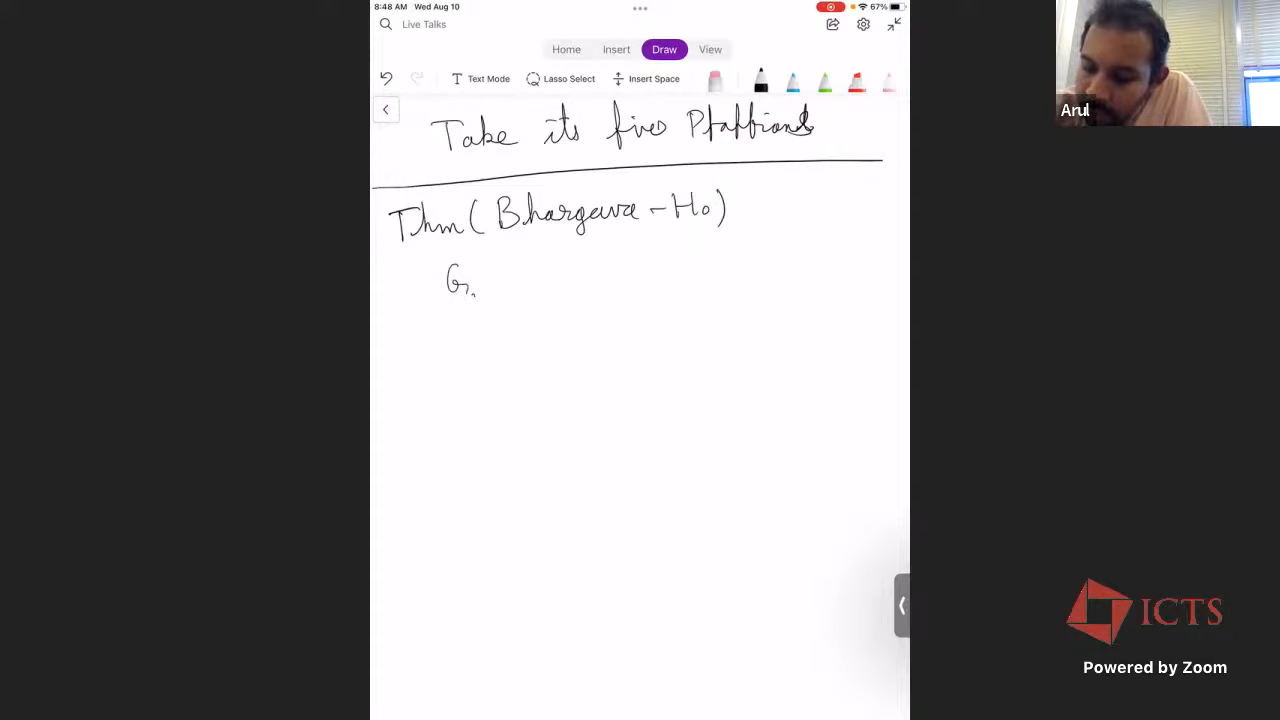 8:48 AM Wed Aug 10
67%
Live Talks
Home Insert Draw View
Text Mode Lasso Select Insert Space
Take its five Pfaffians
Thm (Bhargava - Ho)
G
Arul
ICTS
Powered by Zoom